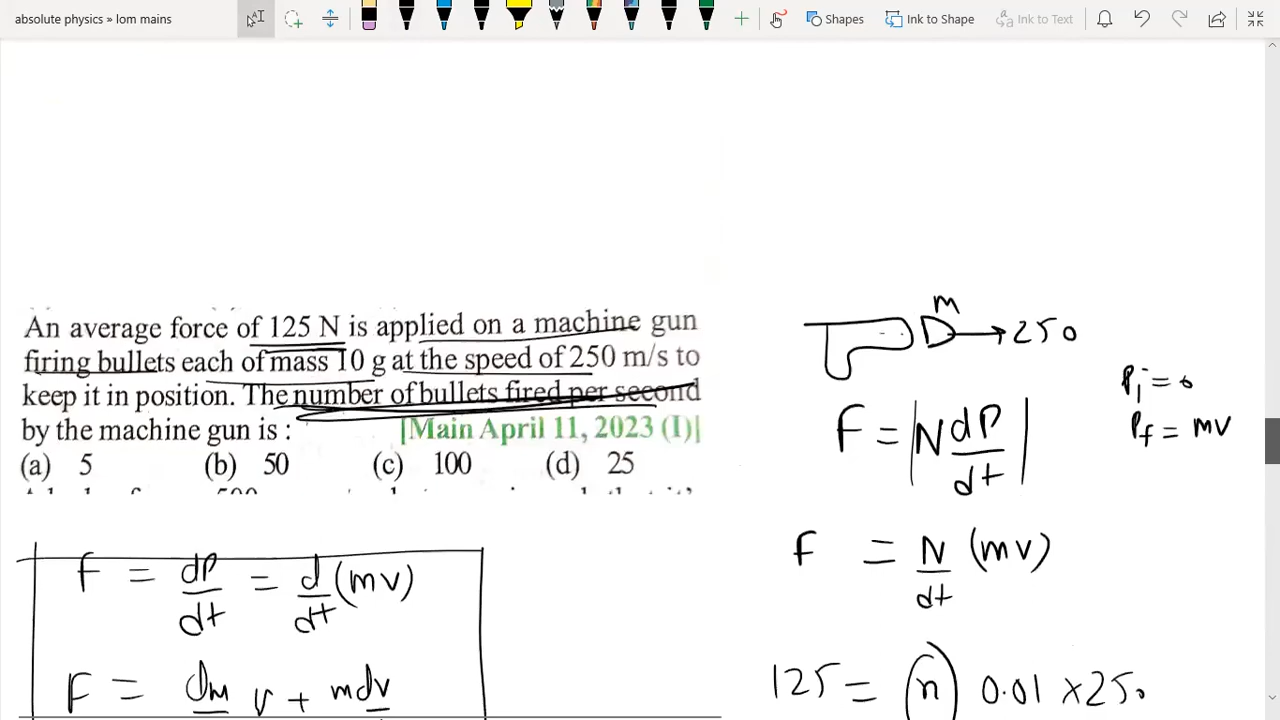 absolute physics » lom mains
Shapes
Ink to Shape
Ink to Text
An average force of 125 N is applied on a machine gun
firing bullets each of mass 10 g at the speed of 250 m/s to
keep it in position. The number of bullets fired per second
by the machine gun is : [Main April 11, 2023 (I)]
(a) 5 (b) 50 (c) 100 (d) 25
m
250
Pi = 0
Pf = mv
F = |N dP/dt|
F = N/dt (mv)
125 = (n) 0.01 × 250
F = dP/dt = d/dt (mv)
F = dm v + mdv